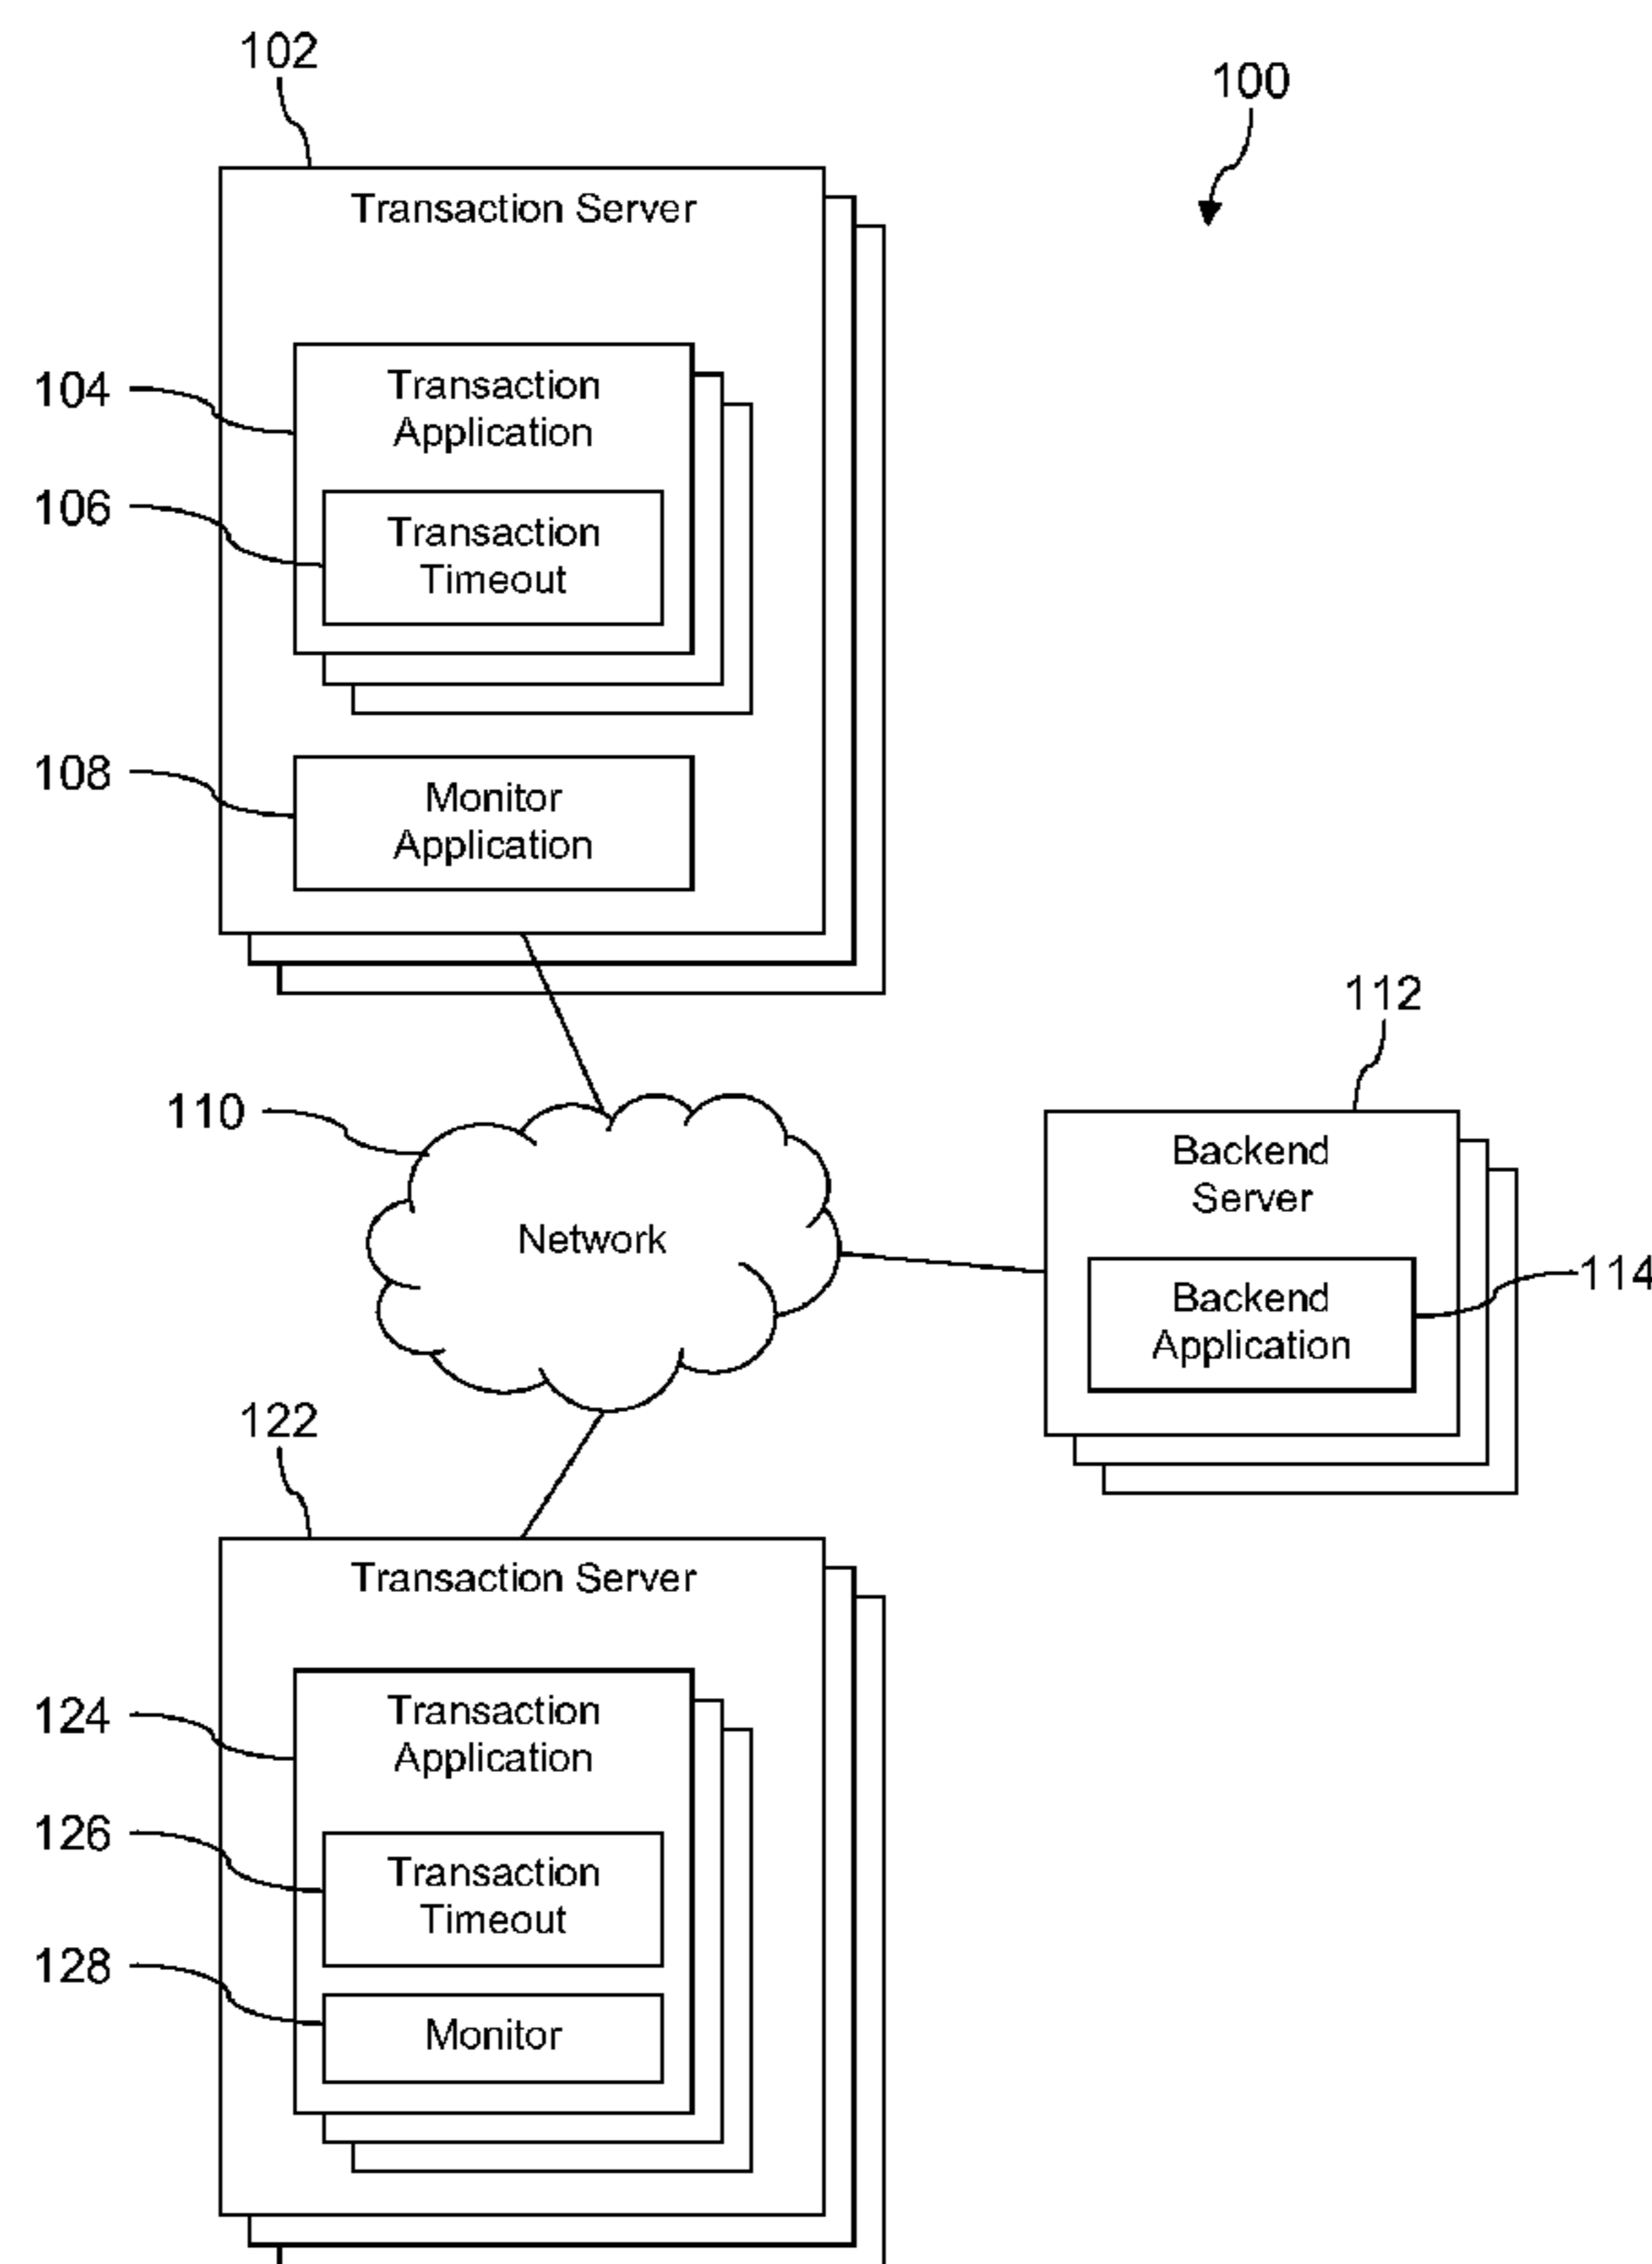 102
100
Transaction Server
104
Transaction
Application
106
Transaction
Timeout
108
Monitor
Application
112
110
Backend
Server
Network
114
Backend
Application
122
Transaction Server
124
Transaction
Application
126
Transaction
Timeout
128
Monitor